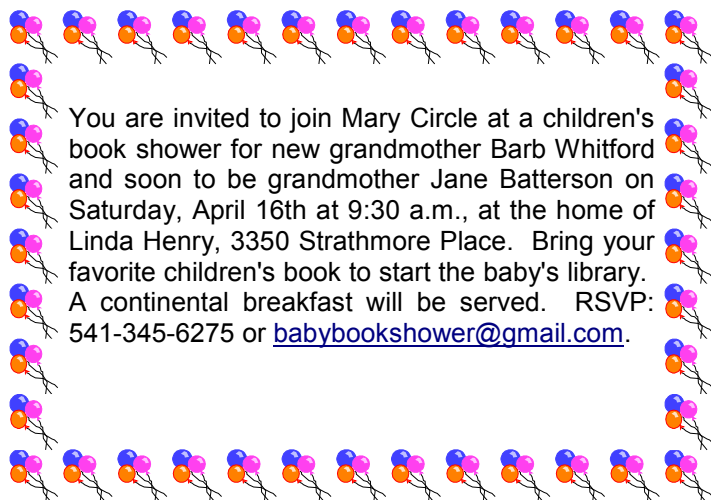 You are invited to join Mary Circle at a children's
book shower for new grandmother Barb Whitford
and soon to be grandmother Jane Batterson on
Saturday, April 16th at 9:30 a.m., at the home of
Linda Henry, 3350 Strathmore Place.  Bring your
favorite children's book to start the baby's library.
A continental breakfast will be served.  RSVP:
541-345-6275 or babybookshower@gmail.com.